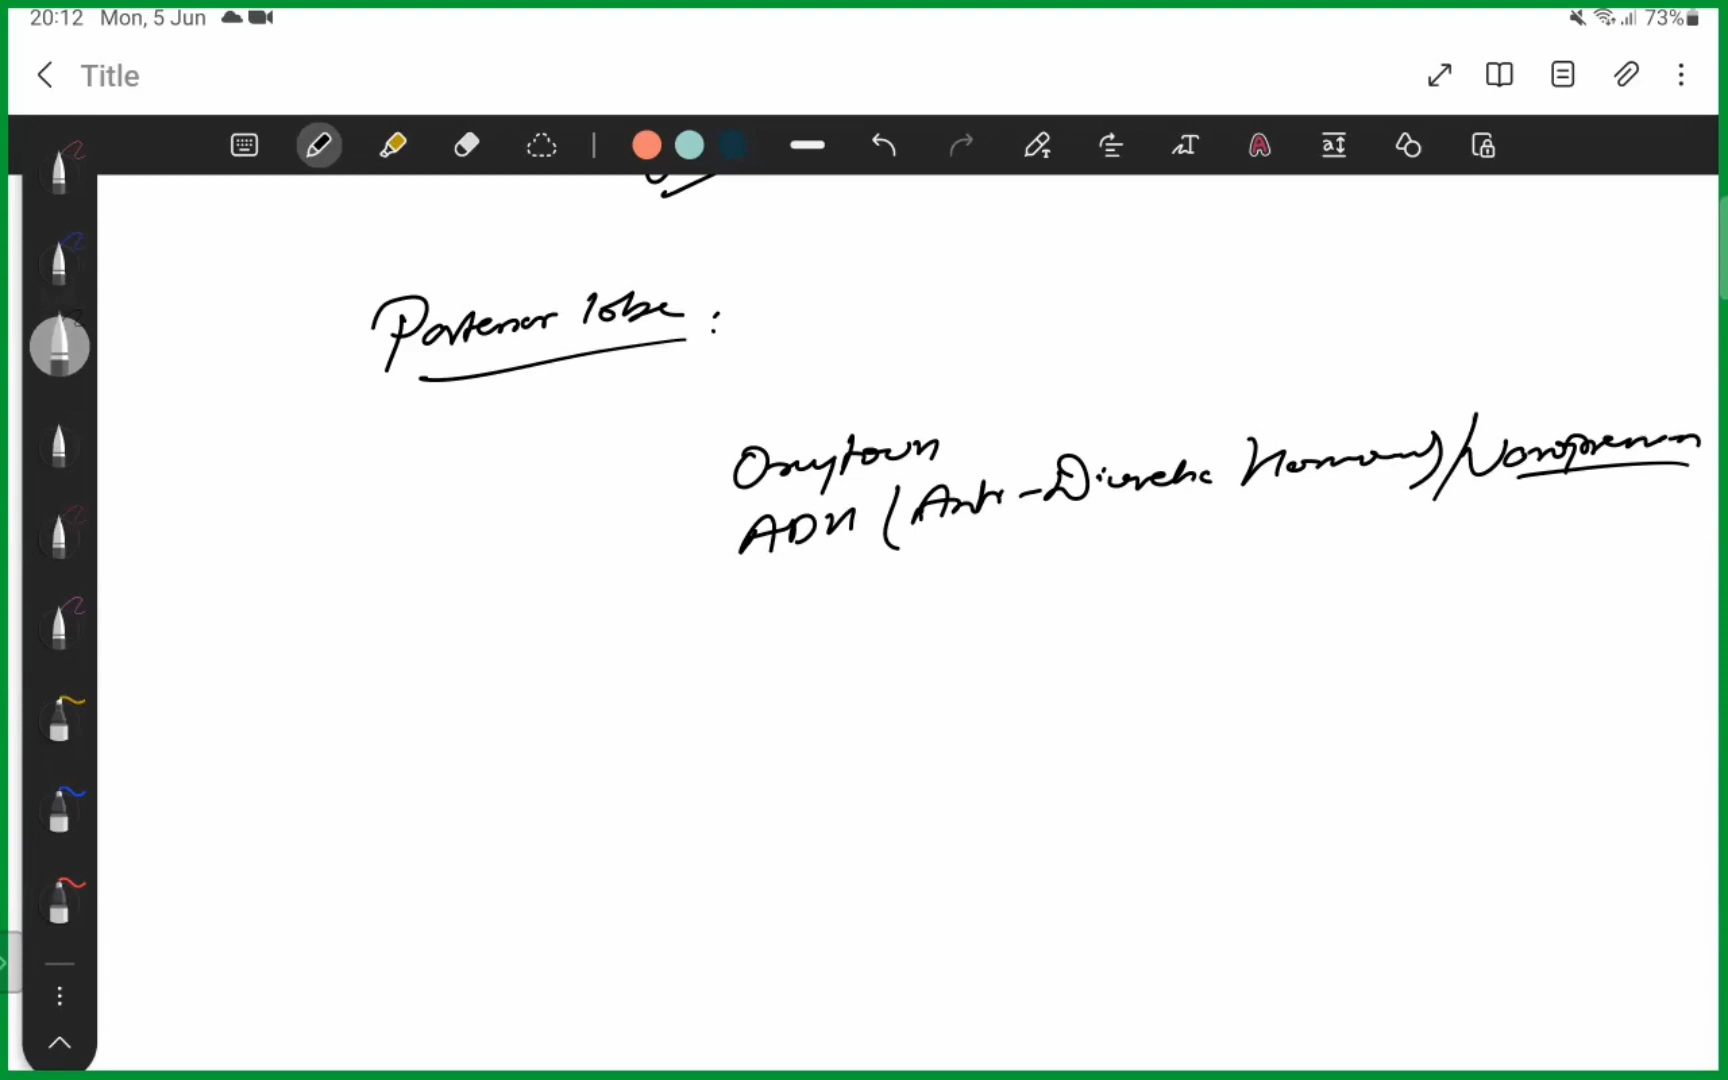 20:12 Mon, 5 Jun 73%
Title
Posterior lobe :
Oxytocin
ADH (Anti-Diuretic Hormone) / Vasopressin